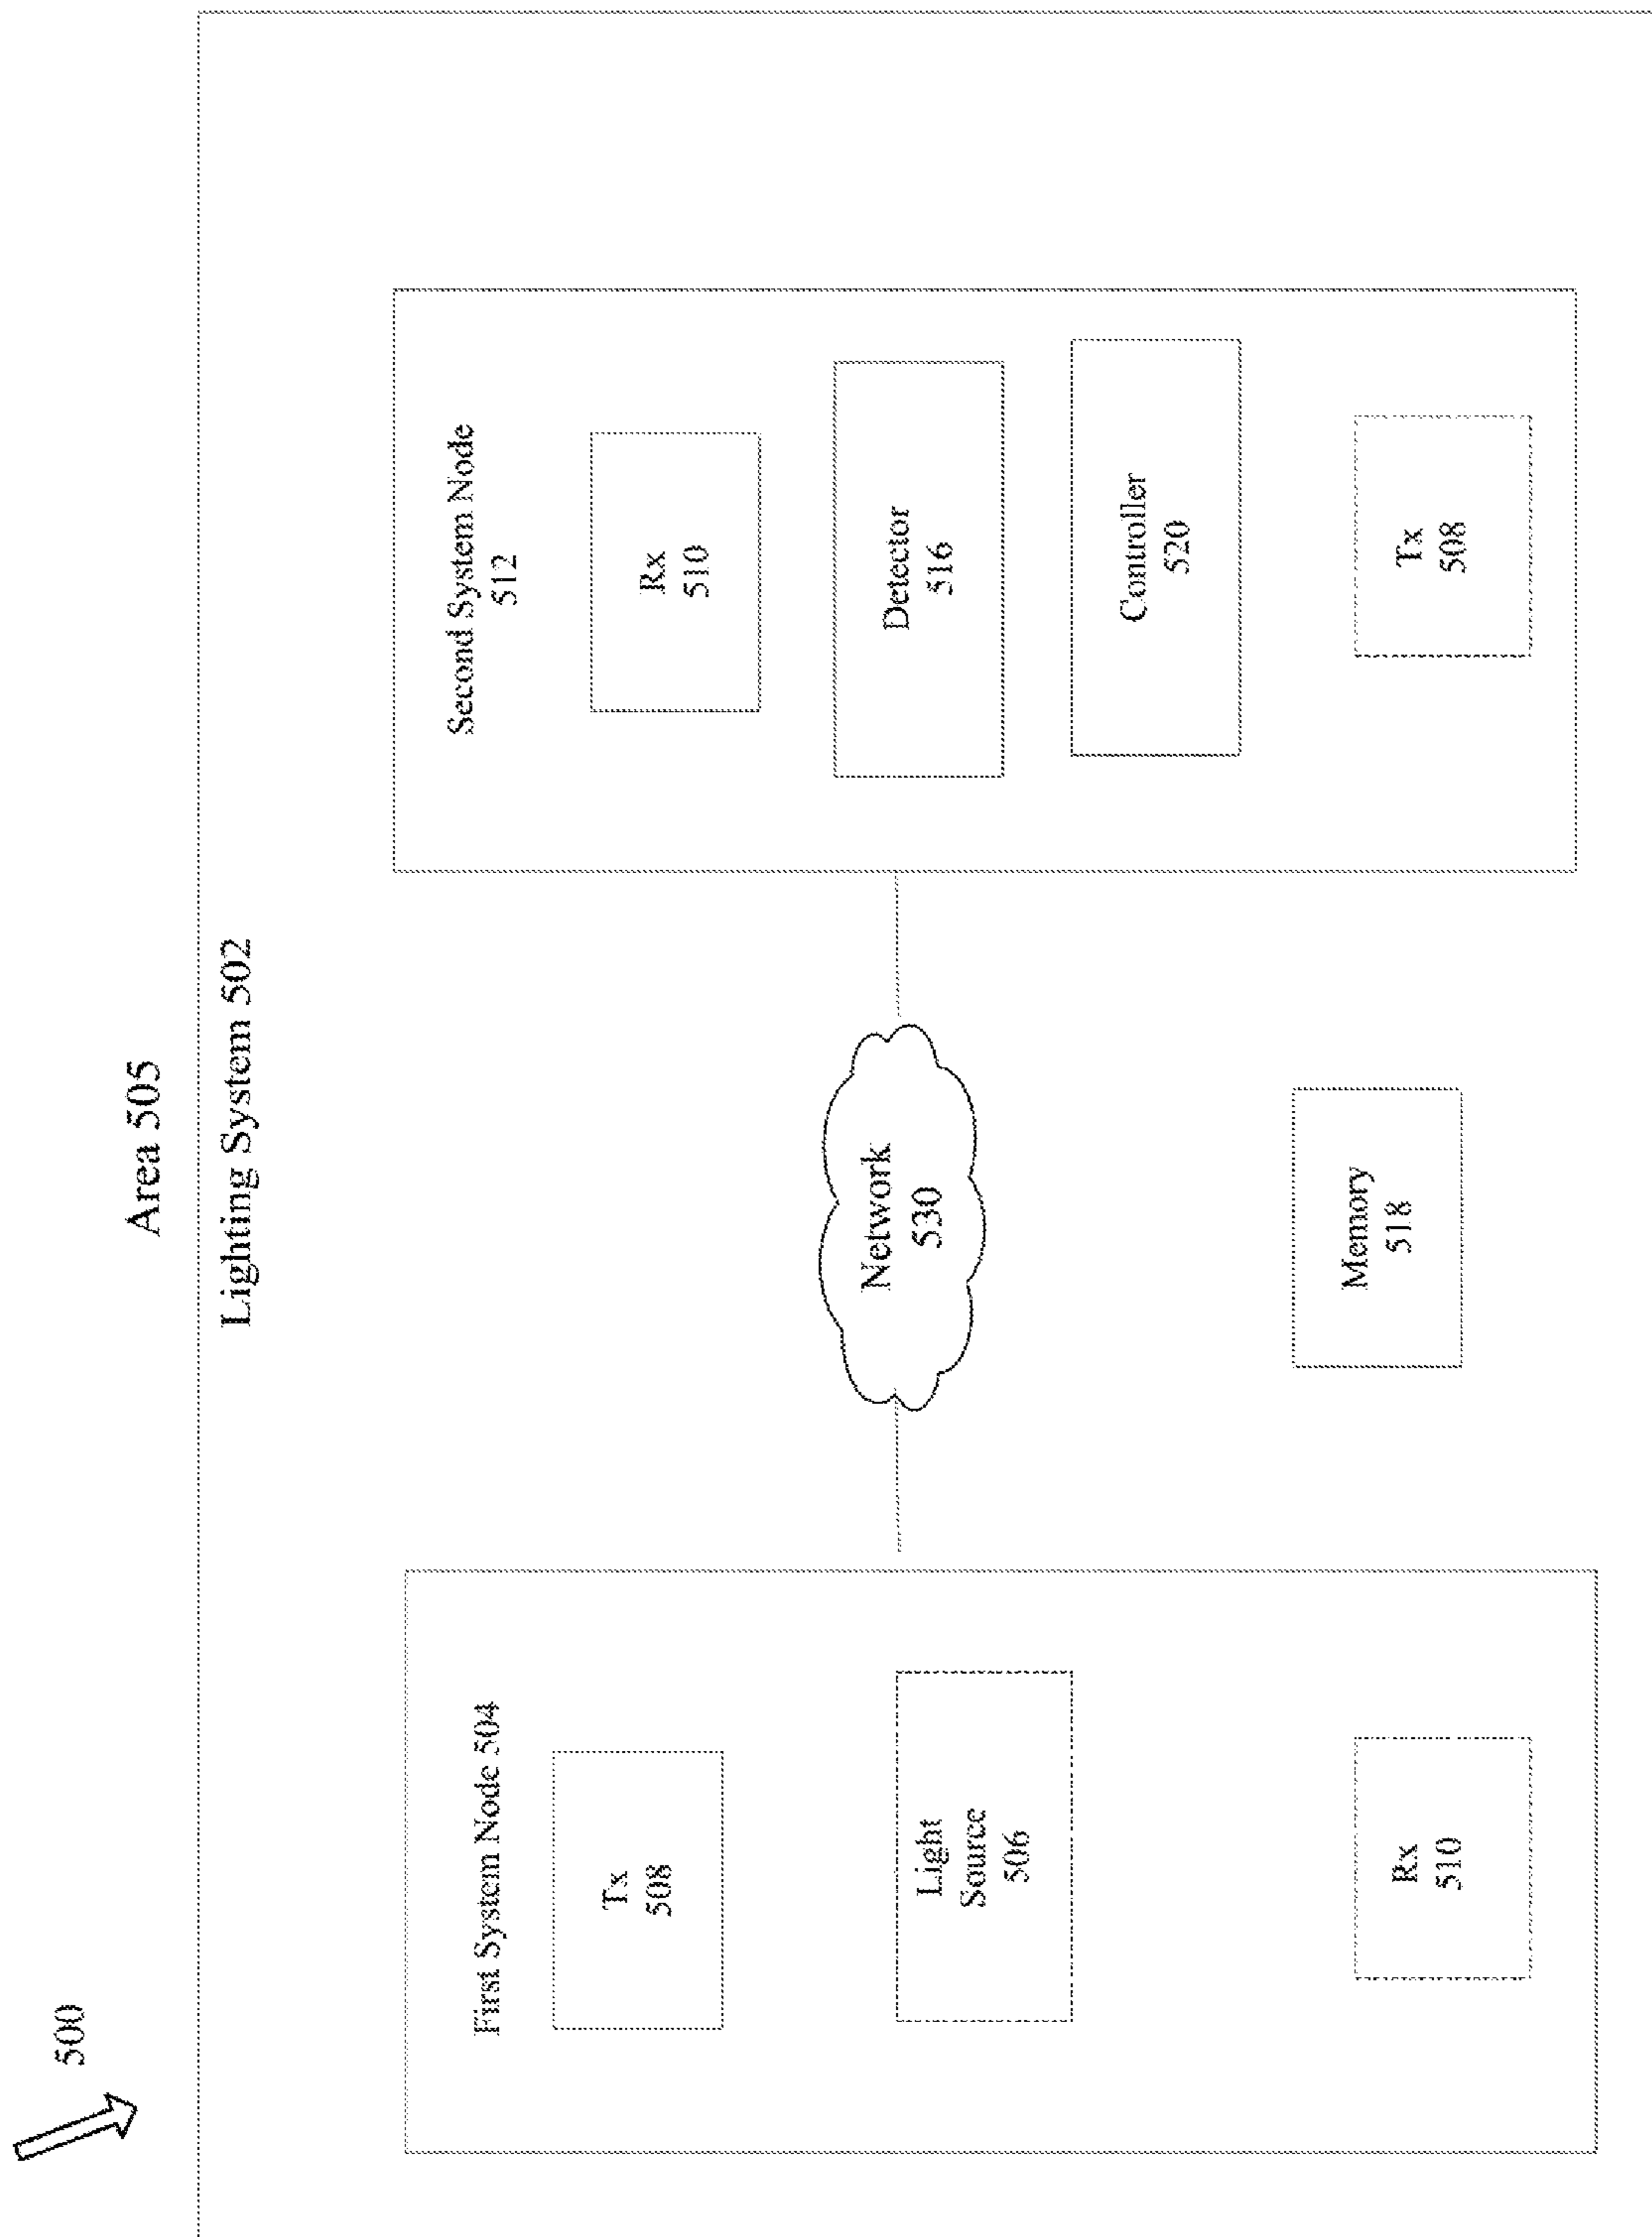 500
Area 505
Lighting System 502
First System Node 504
Tx
508
Light
Source
506
Rx
510
Network
530
Memory
518
Second System Node
512
Rx
510
Detector
516
Controller
520
Tx
508